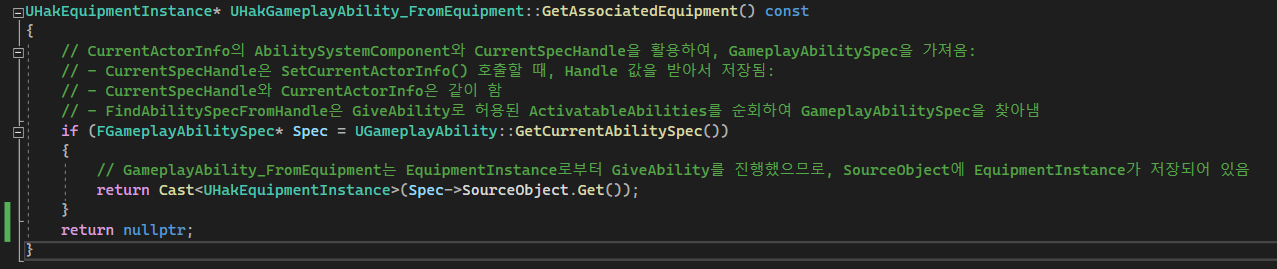 UHakEquipmentInstance* UHakGameplayAbility_FromEquipment::GetAssociatedEquipment() const
{
    // CurrentActorInfo의 AbilitySystemComponent와 CurrentSpecHandle을 활용하여, GameplayAbilitySpec을 가져옴:
    // - CurrentSpecHandle은 SetCurrentActorInfo() 호출할 때, Handle 값을 받아서 저장됨:
    // - CurrentSpecHandle와 CurrentActorInfo은 같이 함
    // - FindAbilitySpecFromHandle은 GiveAbility로 허용된 ActivatableAbilities를 순회하여 GameplayAbilitySpec을 찾아냄
    if (FGameplayAbilitySpec* Spec = UGameplayAbility::GetCurrentAbilitySpec())
    {
        // GameplayAbility_FromEquipment는 EquipmentInstance로부터 GiveAbility를 진행했으므로, SourceObject에 EquipmentInstance가 저장되어 있음
        return Cast<UHakEquipmentInstance>(Spec->SourceObject.Get());
    }
    return nullptr;
}